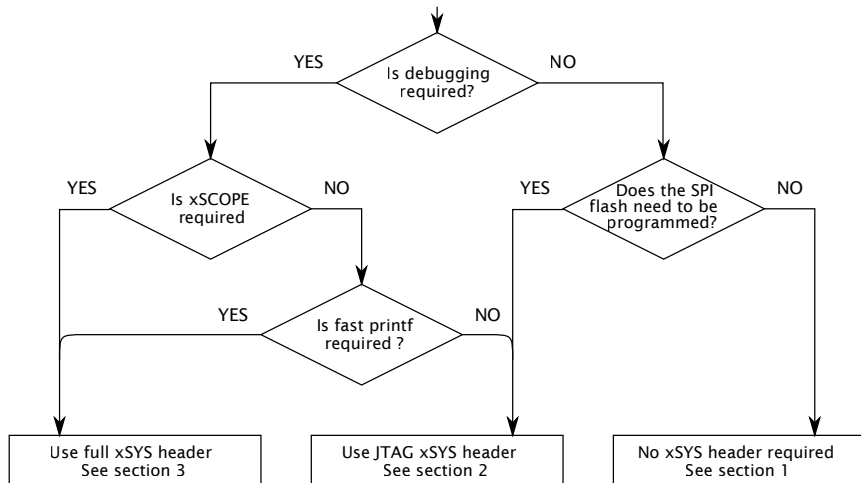 YES
Is debugging
required?
NO
YES
Is xSCOPE
required
NO
YES
Does the SPI
flash need to be
programmed?
NO
YES
Is fast printf
required ?
NO
Use full xSYS header
See section 3
Use JTAG xSYS header
See section 2
No xSYS header required
See section 1